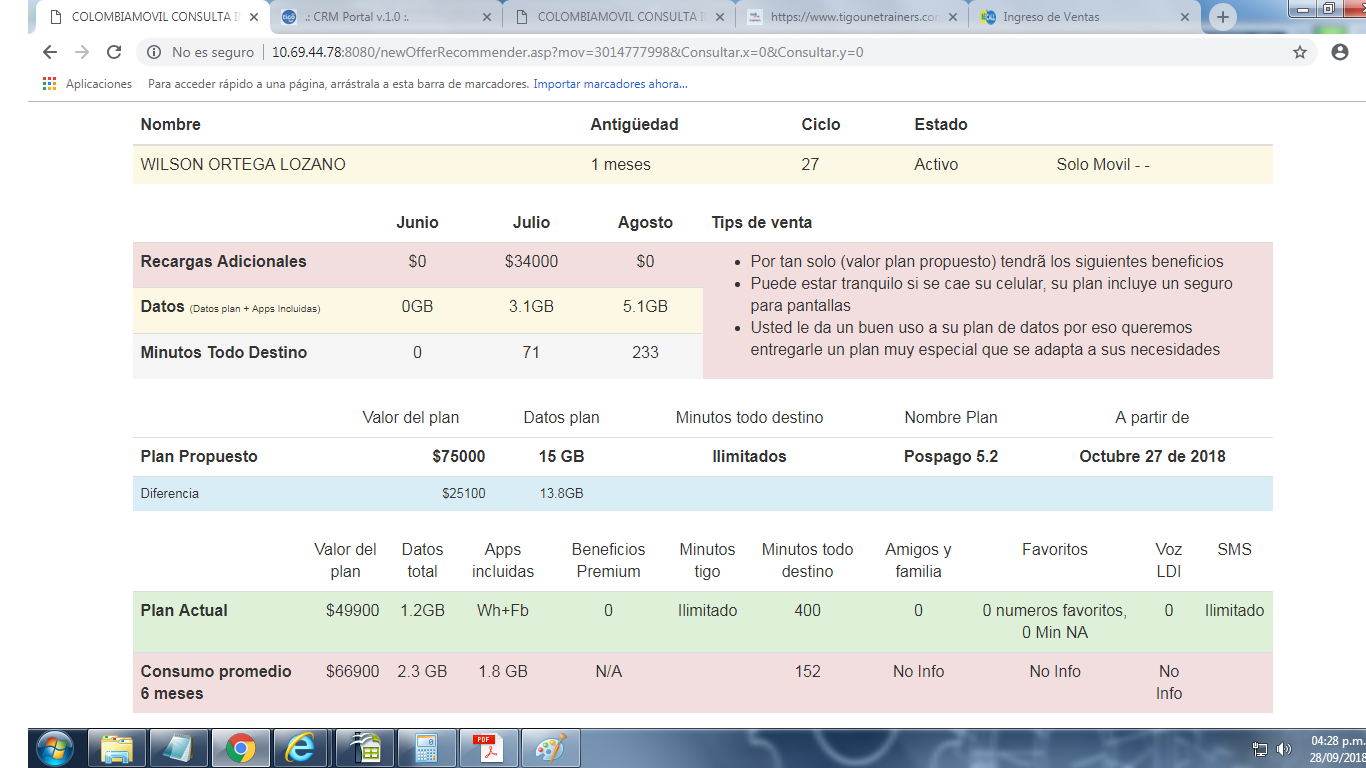 COLOMBIAMOVIL CONSULTA I
.: CRM Portal v.1.0 :.
COLOMBIAMOVIL CONSULTA I
https://www.tigounetrainers.com
Ingreso de Ventas
No es seguro | 10.69.44.78:8080/newOfferRecommender.asp?mov=3014777998&Consultar.x=0&Consultar.y=0
Aplicaciones Para acceder rápido a una página, arrástrala a esta barra de marcadores. Importar marcadores ahora...
Nombre Antigüedad Ciclo Estado
WILSON ORTEGA LOZANO 1 meses 27 Activo Solo Movil - -
Junio Julio Agosto Tips de venta
Recargas Adicionales $0 $34000 $0
Datos (Datos plan + Apps Incluidas) 0GB 3.1GB 5.1GB
Minutos Todo Destino 0 71 233
• Por tan solo (valor plan propuesto) tendrã los siguientes beneficios
• Puede estar tranquilo si se cae su celular, su plan incluye un seguro
para pantallas
• Usted le da un buen uso a su plan de datos por eso queremos
entregarle un plan muy especial que se adapta a sus necesidades
Valor del plan Datos plan Minutos todo destino Nombre Plan A partir de
Plan Propuesto $75000 15 GB Ilimitados Pospago 5.2 Octubre 27 de 2018
Diferencia $25100 13.8GB
Valor del Datos Apps Beneficios Minutos Minutos todo Amigos y Favoritos Voz SMS
plan total incluidas Premium tigo destino familia LDI
Plan Actual $49900 1.2GB Wh+Fb 0 Ilimitado 400 0 0 numeros favoritos, 0 Ilimitado
0 Min NA
Consumo promedio $66900 2.3 GB 1.8 GB N/A 152 No Info No Info No
6 meses Info
PDF
04:28 p.m.
28/09/2018